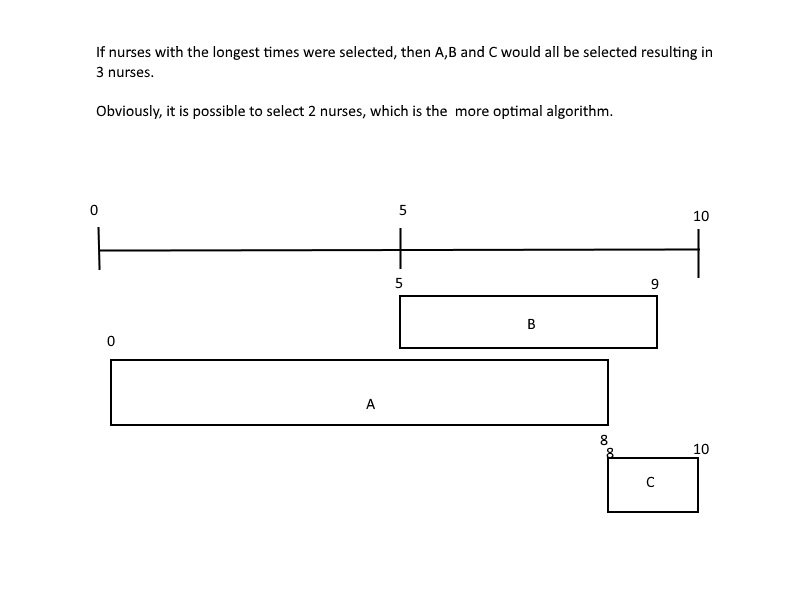 If nurses with the longest times were selected, then A,B and C would all be selected resulting in
3 nurses.
Obviously, it is possible to select 2 nurses, which is the  more optimal algorithm.
0
5
10
5
9
B
0
A
8
8
10
C